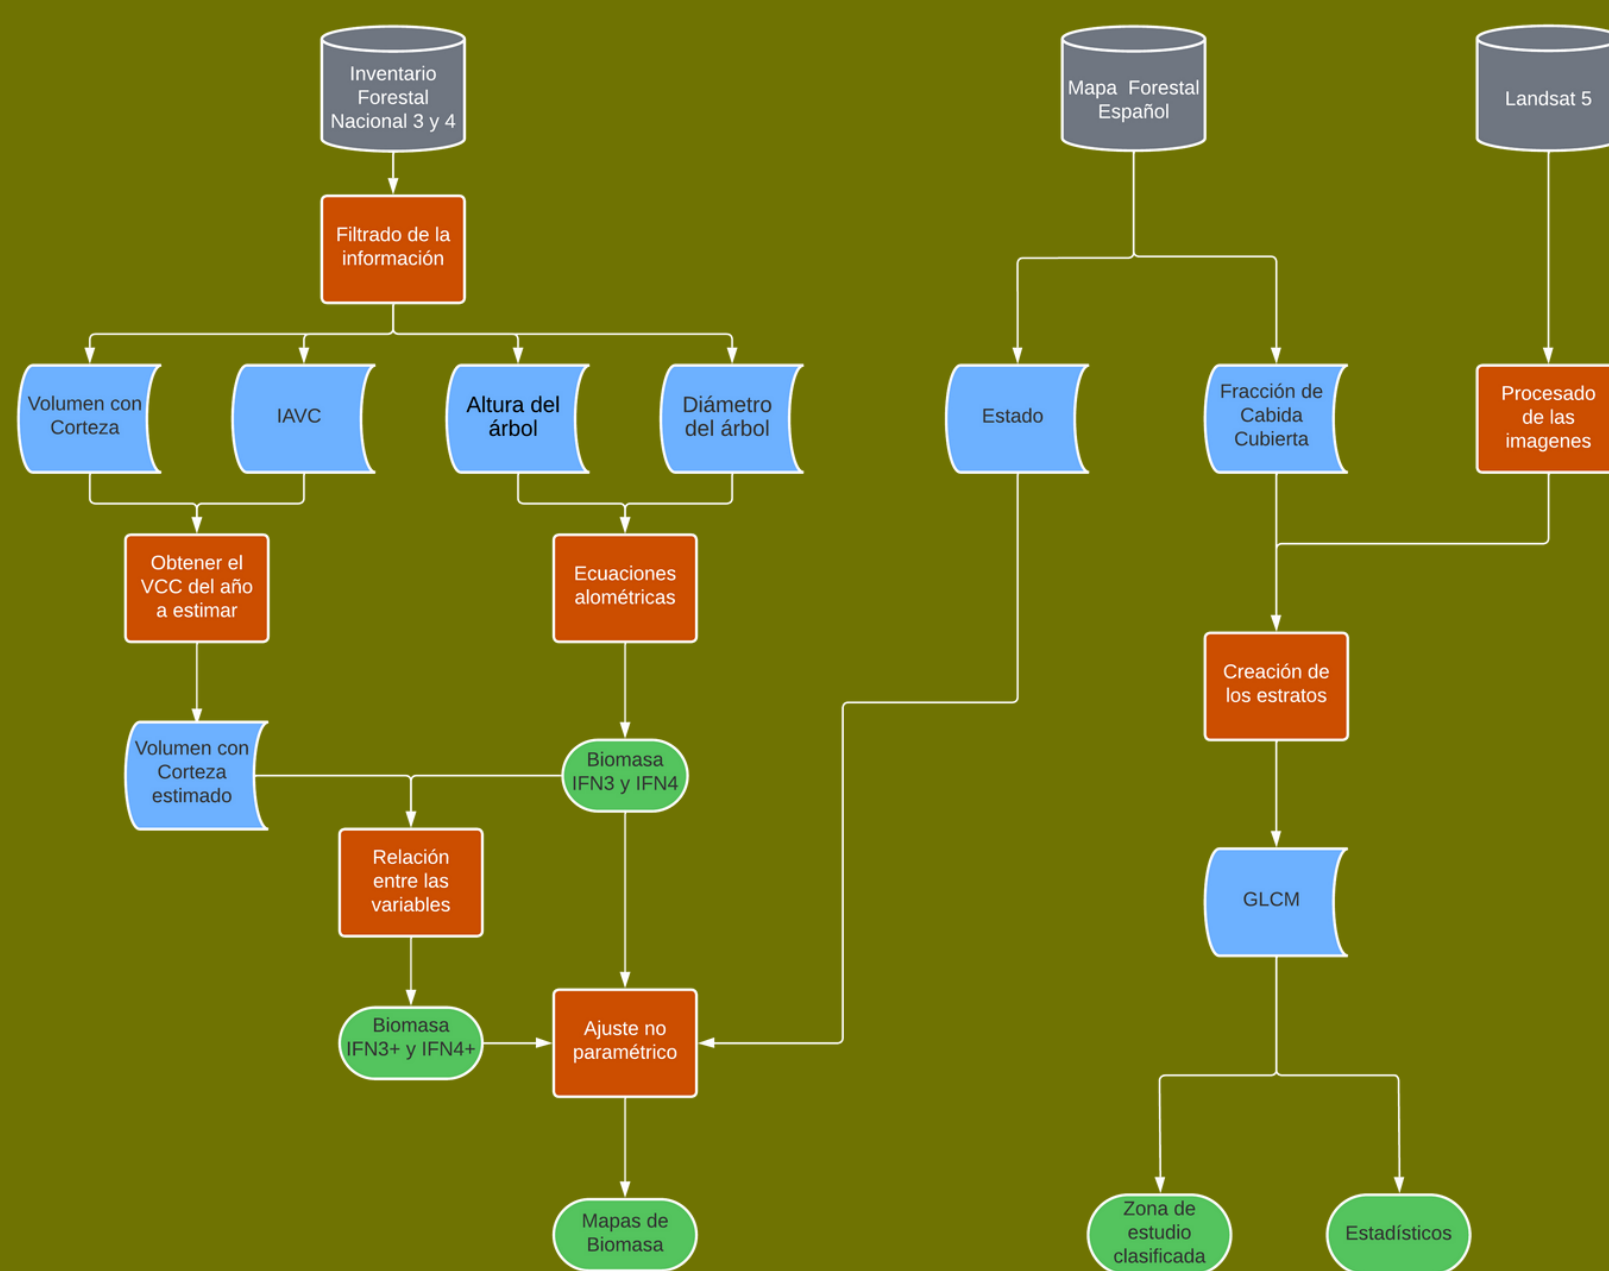 Inventario
Forestal
Nacional 3 y 4
Mapa Forestal
Español
Landsat 5
Filtrado de la
información
Volumen con
Corteza
IAVC
Altura del
árbol
Diámetro
del árbol
Estado
Fracción de
Cabida
Cubierta
Procesado
de las
imagenes
Obtener el
VCC del año
a estimar
Ecuaciones
alométricas
Creación de
los estratos
Volumen con
Corteza
estimado
Biomasa
IFN3 y IFN4
Relación
entre las
variables
GLCM
Biomasa
IFN3+ y IFN4+
Ajuste no
paramétrico
Mapas de
Biomasa
Zona de
estudio
clasificada
Estadísticos